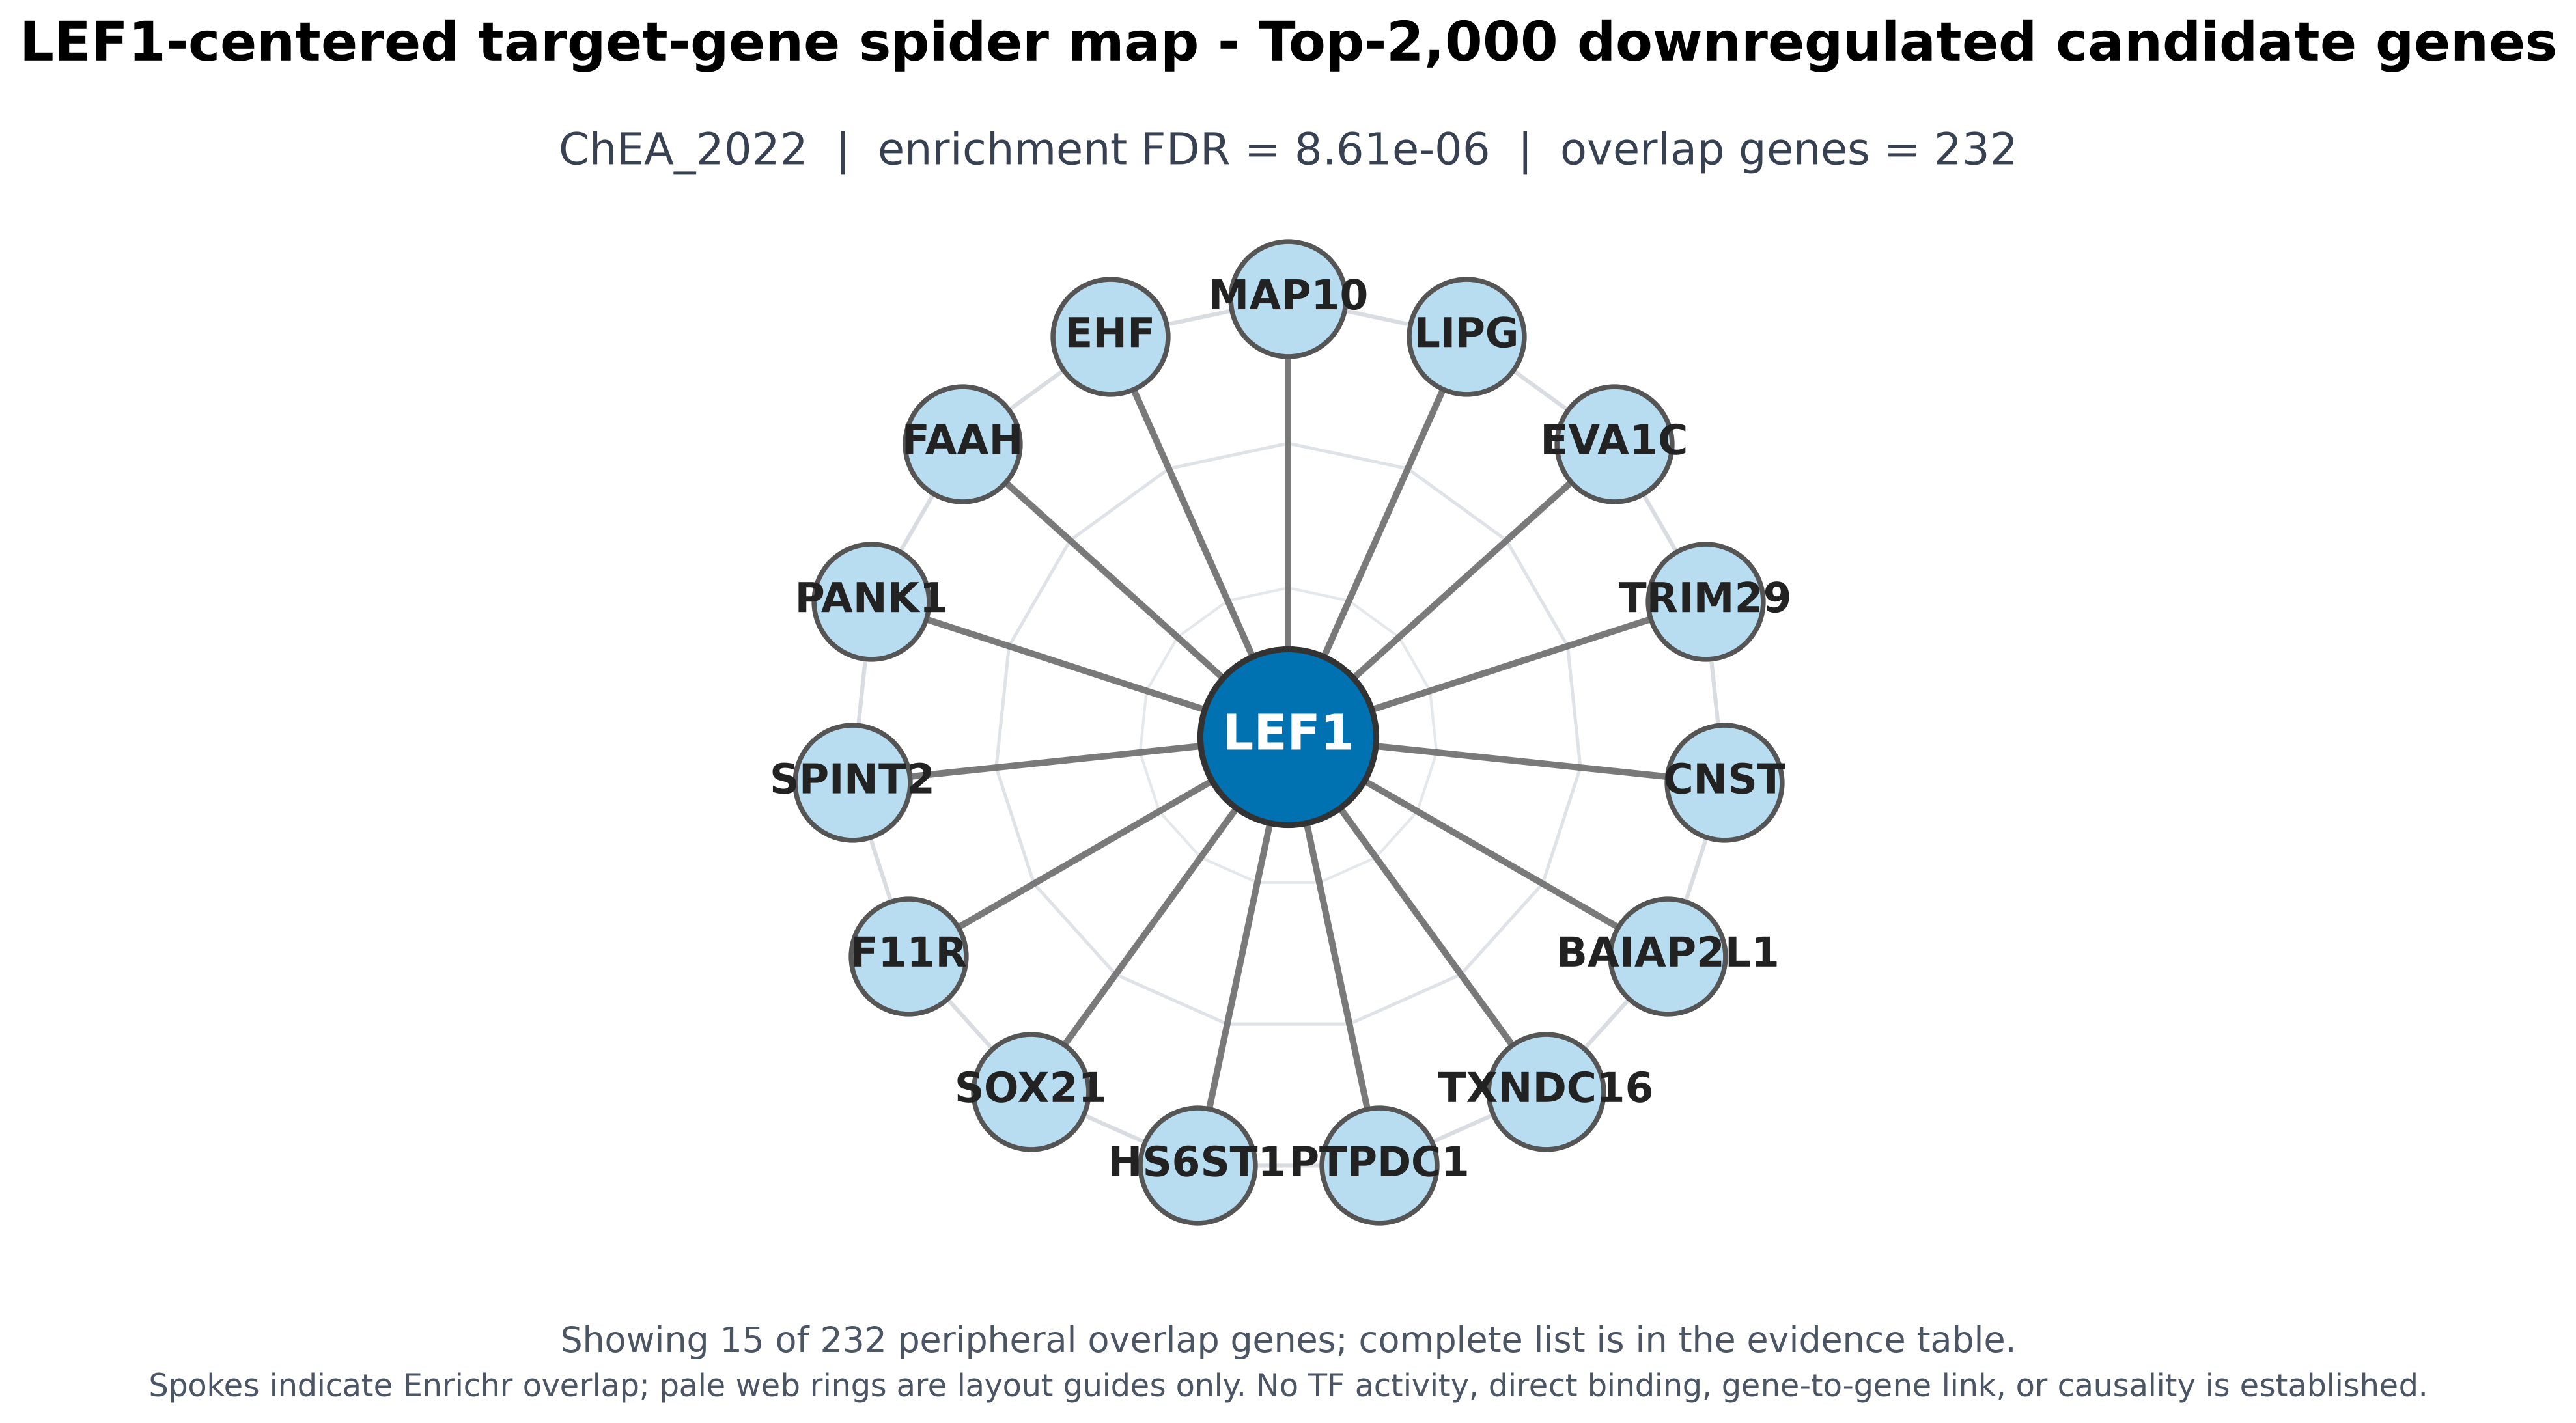 LEF1-centered target-gene spider map - Top-2,000 downregulated candidate genes
ChEA_2022 | enrichment FDR = 8.61e-06 | overlap genes = 232
MAP10
EHF
LIPG
FAAH
EVA1C
PANK1
TRIM29
LEF1
SPINT2
CNST
F11R
BAIAP2L1
SOX21
TXNDC16
HS6ST1
PTPDC1
Showing 15 of 232 peripheral overlap genes; complete list is in the evidence table.
Spokes indicate Enrichr overlap; pale web rings are layout guides only. No TF activity, direct binding, gene-to-gene link, or causality is established.